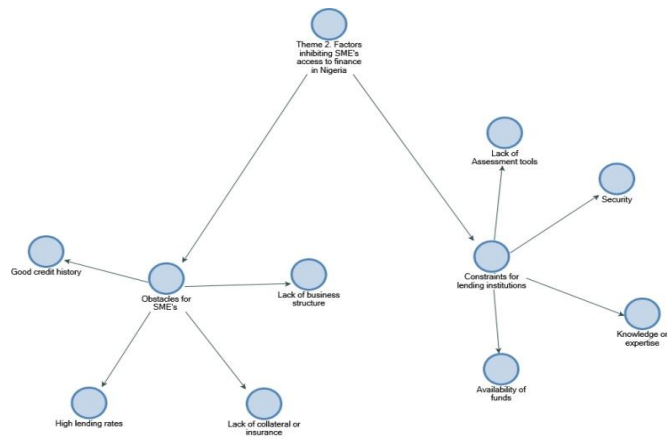 Theme 2. Factors
inhibiting SME's
access to finance
in Nigeria
Lack of
Assessment tools
Security
Good credit history
Obstacles for
SME's
Lack of business
structure
Constraints for
lending institutions
Knowledge or
expertise
Availability of
funds
High lending rates
Lack of collateral or
insurance